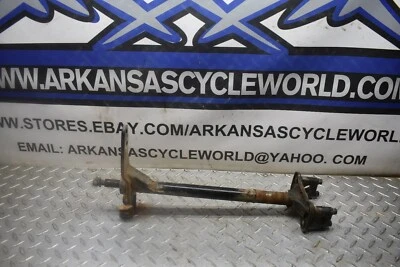 WWW.ARKANSASCYCLEWORLD.COM
WWW.STORES.EBAY.COM/ARKANSASCYCLEWORLD
EMAIL: ARKANSASCYCLEWORLD@YAHOO.COM